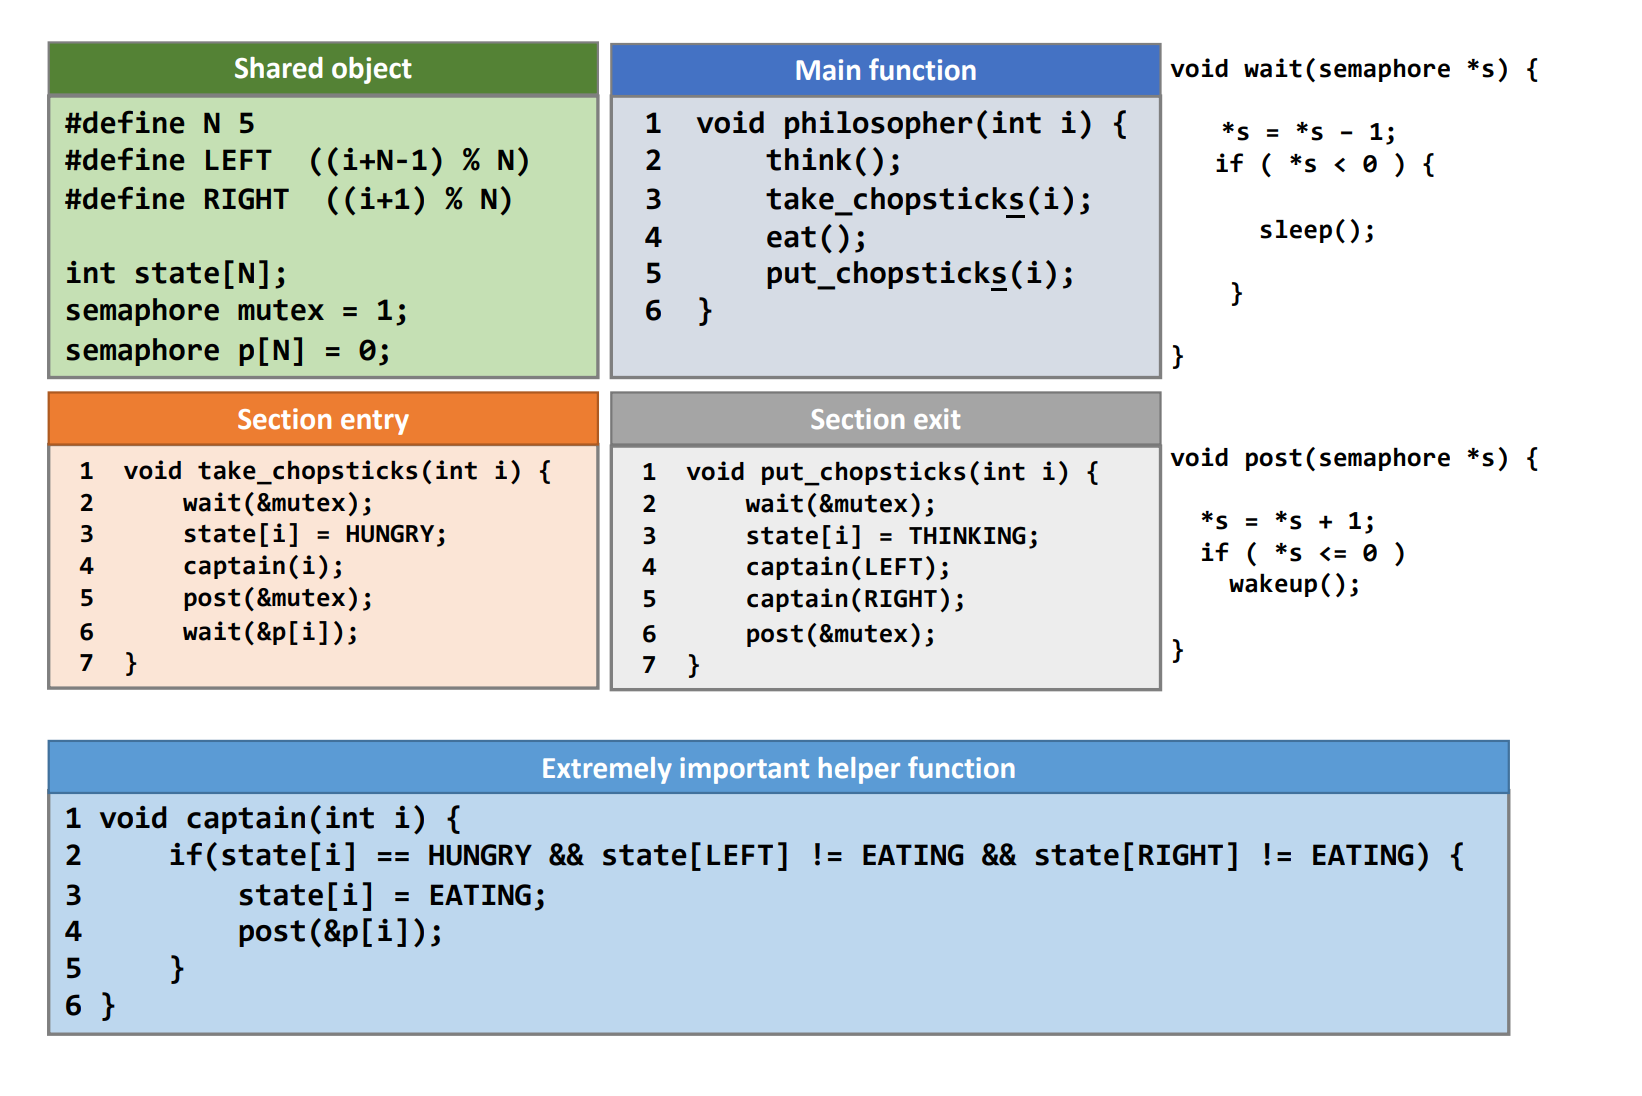 Shared object
#define N 5
#define LEFT  ((i+N-1) % N)
#define RIGHT  ((i+1) % N)
int state[N];
semaphore mutex = 1;
semaphore p[N] = 0;
Main function
1  void philosopher(int i) {
2      think();
3      take_chopsticks(i);
4      eat();
5      put_chopsticks(i);
6  }
void wait(semaphore *s) {
*s = *s – 1;
if ( *s < 0 ) {
sleep();
}
}
Section entry
1  void take_chopsticks(int i) {
2      wait(&mutex);
3      state[i] = HUNGRY;
4      captain(i);
5      post(&mutex);
6      wait(&p[i]);
7  }
Section exit
1  void put_chopsticks(int i) {
2      wait(&mutex);
3      state[i] = THINKING;
4      captain(LEFT);
5      captain(RIGHT);
6      post(&mutex);
7  }
void post(semaphore *s) {
*s = *s + 1;
if ( *s <= 0 )
wakeup();
}
Extremely important helper function
1 void captain(int i) {
2     if(state[i] == HUNGRY && state[LEFT] != EATING && state[RIGHT] != EATING) {
3         state[i] = EATING;
4         post(&p[i]);
5     }
6 }